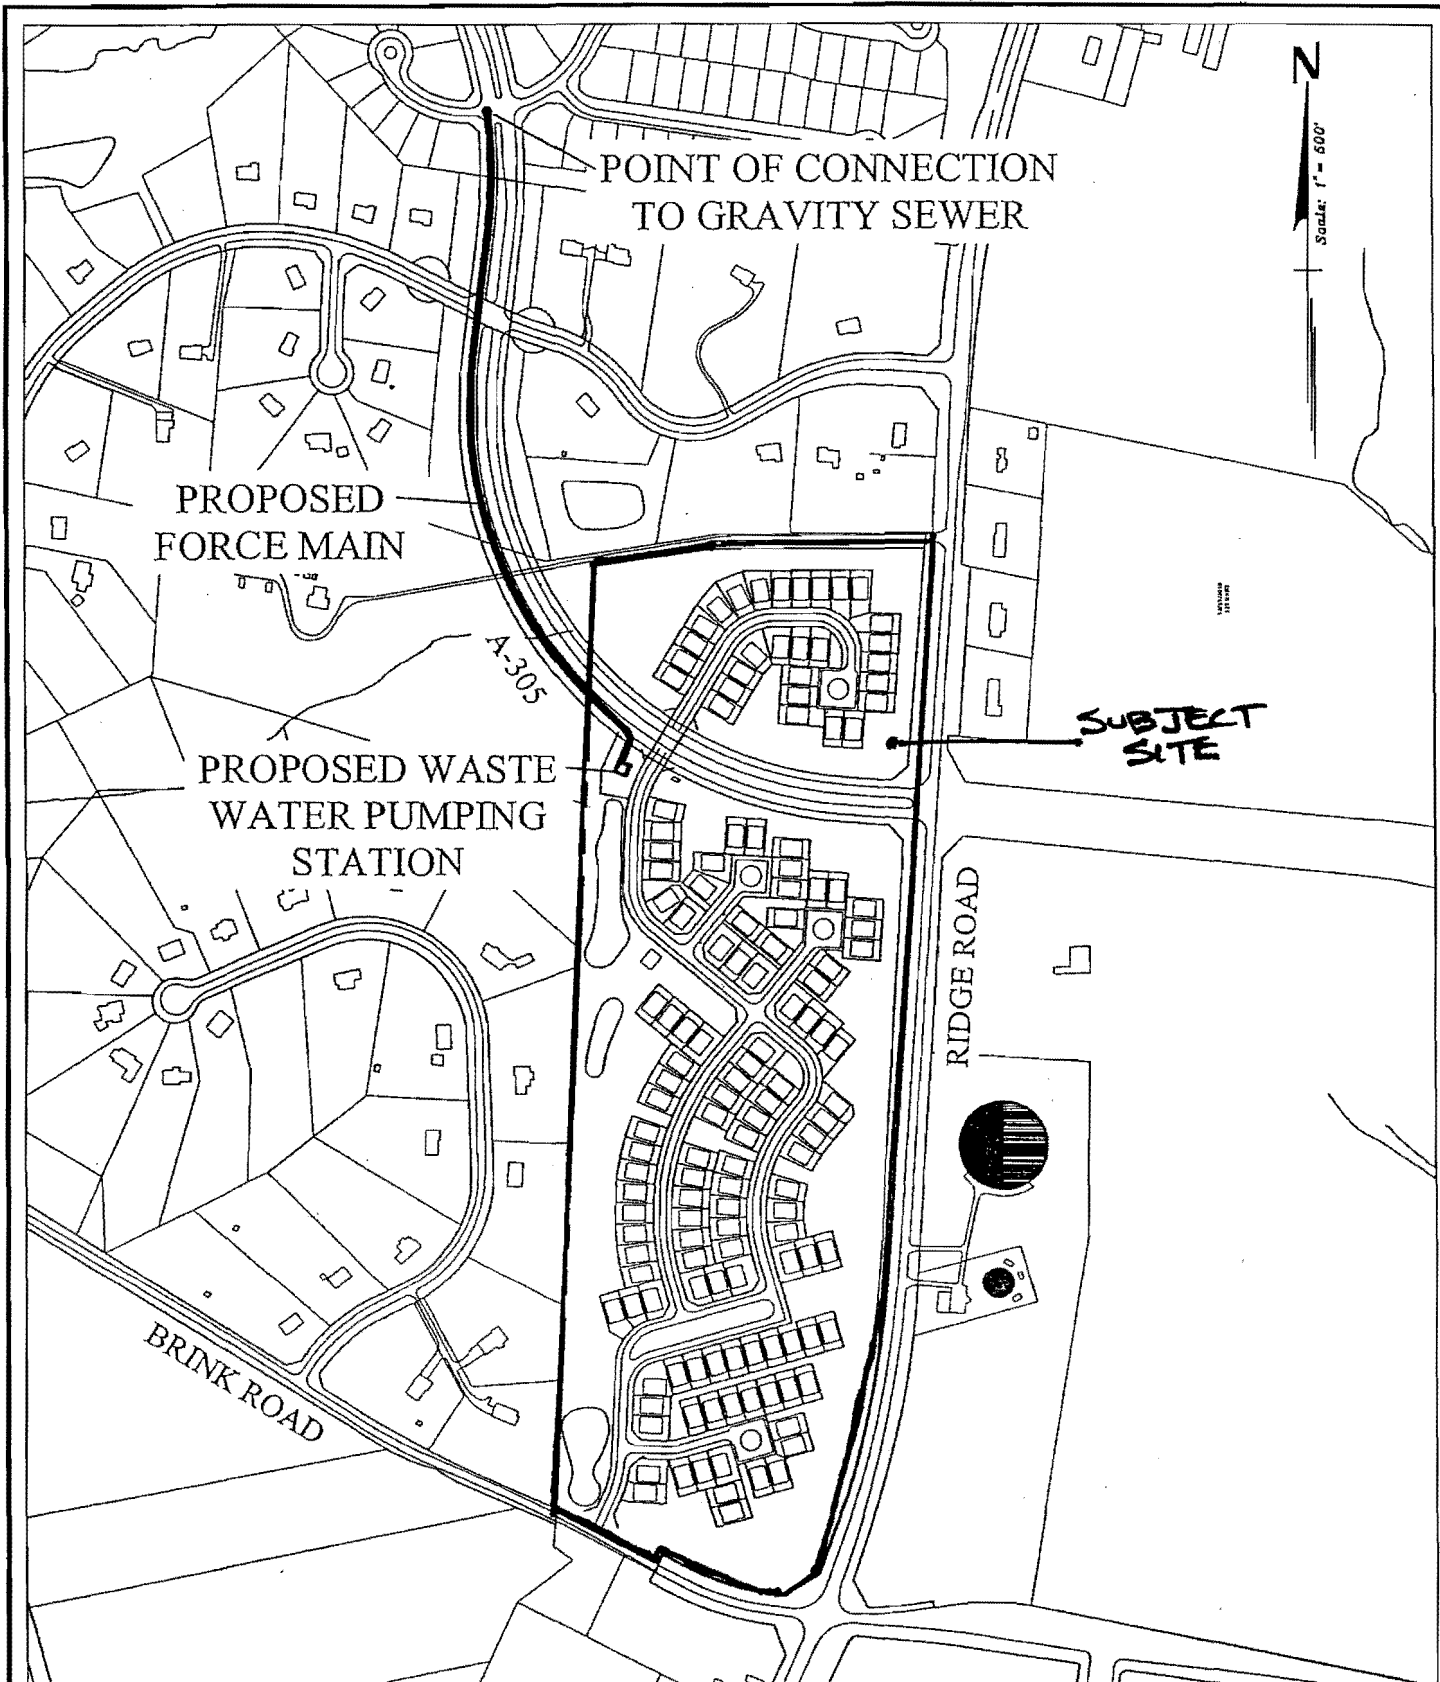 N
Scale: 1" = 600'
POINT OF CONNECTION
TO GRAVITY SEWER
PROPOSED
FORCE MAIN
A-305
SUBJECT
SITE
PROPOSED WASTE
WATER PUMPING
STATION
RIDGE ROAD
BRINK ROAD